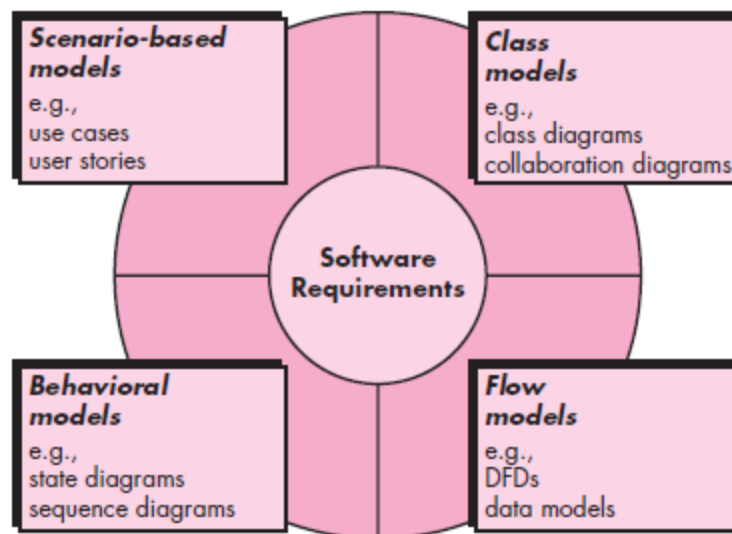 Scenario-based
models
e.g.,
use cases
user stories
Class
models
e.g.,
class diagrams
collaboration diagrams
Software
Requirements
Behavioral
models
e.g.,
state diagrams
sequence diagrams
Flow
models
e.g.,
DFDs
data models